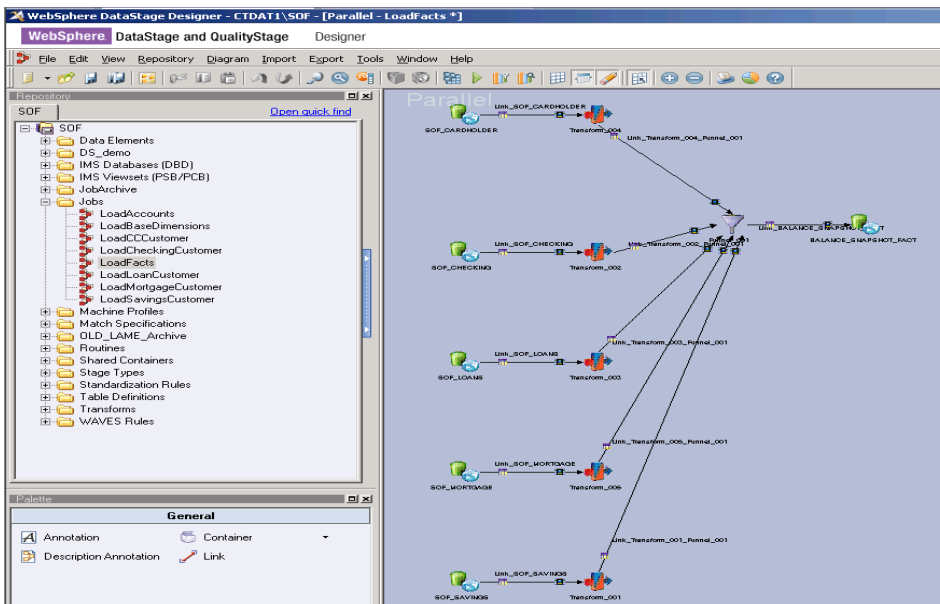 WebSphere DataStage Designer - CTDAT1\SOF - [Parallel - LoadFacts *]
WebSphere DataStage and QualityStage Designer
File Edit View Repository Diagram Import Export Tools Window Help
Repository
SOF Open quick find
SOF
Data Elements
DS_demo
IMS Databases (DBD)
IMS Viewsets (PSB/PCB)
JobArchive
Jobs
LoadAccounts
LoadBaseDimensions
LoadCCCustomer
LoadCheckingCustomer
LoadFacts
LoadLoanCustomer
LoadMortgageCustomer
LoadSavingsCustomer
Machine Profiles
Match Specifications
OLD_LAME_Archive
Routines
Shared Containers
Stage Types
Standardization Rules
Table Definitions
Transforms
WAVES Rules
Palette
General
Annotation Container
Description Annotation Link
Parallel
Link_SOF_CARDHOLDER
SOF_CARDHOLDER Transform_004
Link_Transform_004_Funnel_001
Link_SOF_CHECKING
Link_Transform_002_Funnel_001
SOF_CHECKING Transform_002
BALANCE_SNAPSHOT_FACT
Link_SOF_LOANS
Link_Transform_003_Funnel_001
SOF_LOANS Transform_003
Link_SOF_MORTGAGE
Link_Transform_005_Funnel_001
SOF_MORTGAGE Transform_005
Link_SOF_SAVINGS
Link_Transform_001_Funnel_001
SOF_SAVINGS Transform_001